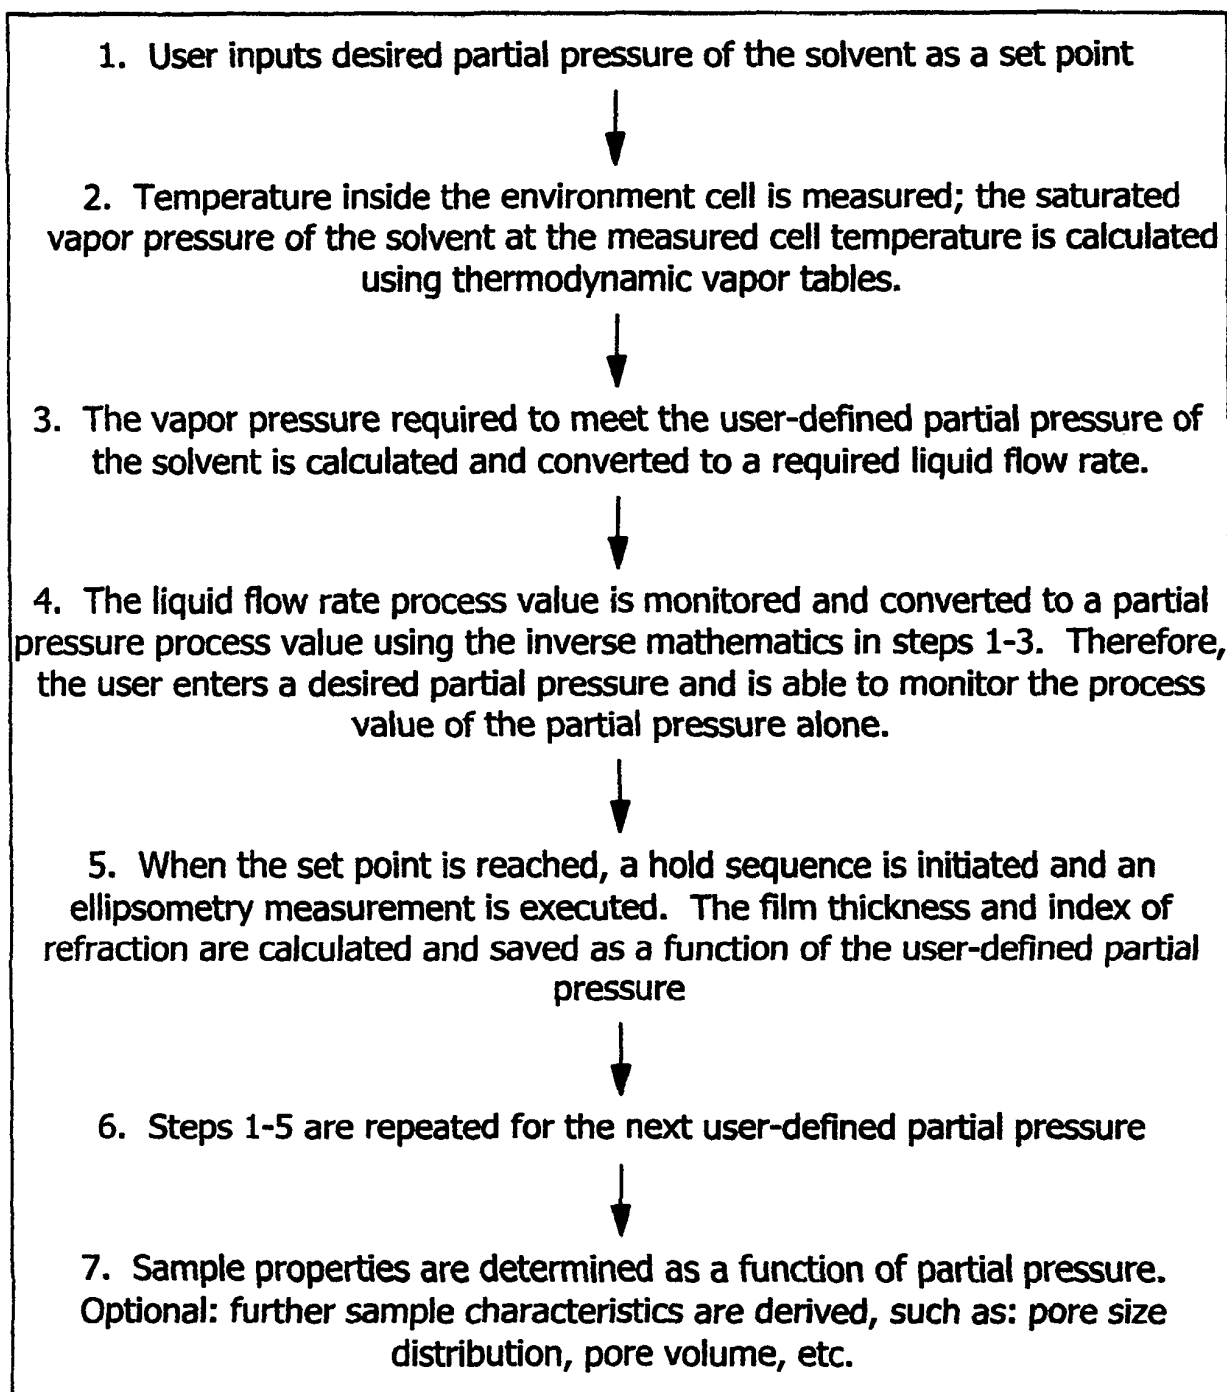 1. User inputs desired partial pressure of the solvent as a set point
2. Temperature inside the environment cell is measured; the saturated
vapor pressure of the solvent at the measured cell temperature is calculated
using thermodynamic vapor tables.
3. The vapor pressure required to meet the user-defined partial pressure of
the solvent is calculated and converted to a required liquid flow rate.
4. The liquid flow rate process value is monitored and converted to a partial
pressure process value using the inverse mathematics in steps 1-3. Therefore,
the user enters a desired partial pressure and is able to monitor the process
value of the partial pressure alone.
5. When the set point is reached, a hold sequence is initiated and an
ellipsometry measurement is executed. The film thickness and index of
refraction are calculated and saved as a function of the user-defined partial
pressure
6. Steps 1-5 are repeated for the next user-defined partial pressure
7. Sample properties are determined as a function of partial pressure.
Optional: further sample characteristics are derived, such as: pore size
distribution, pore volume, etc.